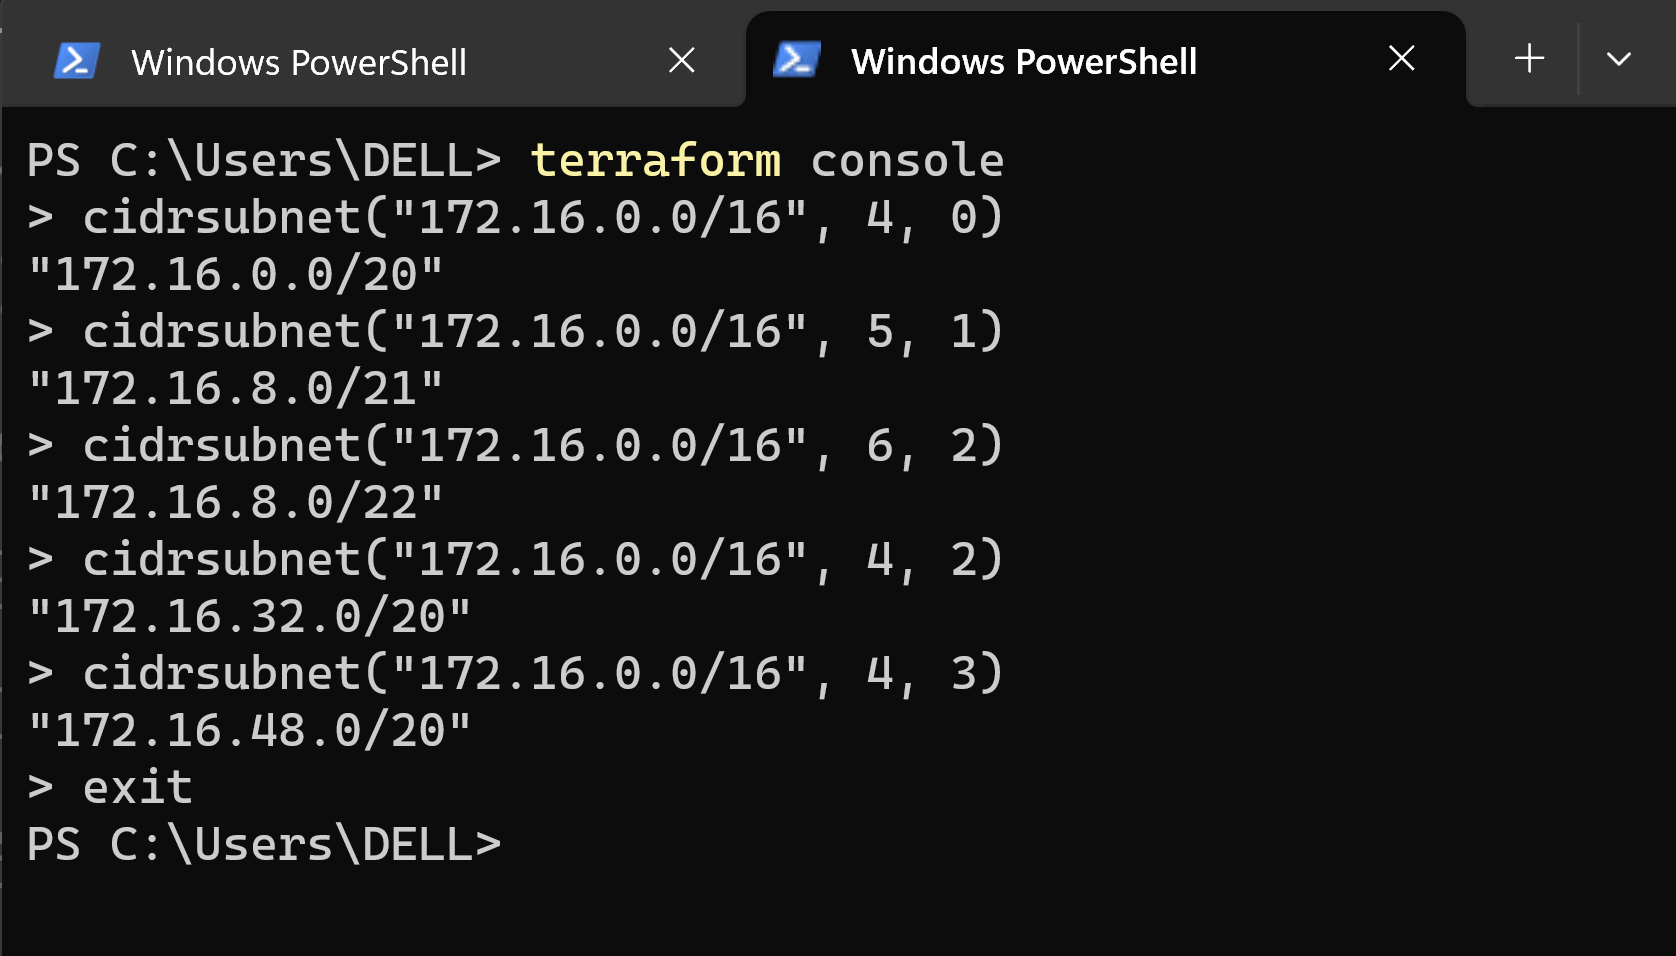 Windows PowerShell
Windows PowerShell
PS C:\Users\DELL> terraform console
> cidrsubnet("172.16.0.0/16", 4, 0)
"172.16.0.0/20"
> cidrsubnet("172.16.0.0/16", 5, 1)
"172.16.8.0/21"
> cidrsubnet("172.16.0.0/16", 6, 2)
"172.16.8.0/22"
> cidrsubnet("172.16.0.0/16", 4, 2)
"172.16.32.0/20"
> cidrsubnet("172.16.0.0/16", 4, 3)
"172.16.48.0/20"
> exit
PS C:\Users\DELL>